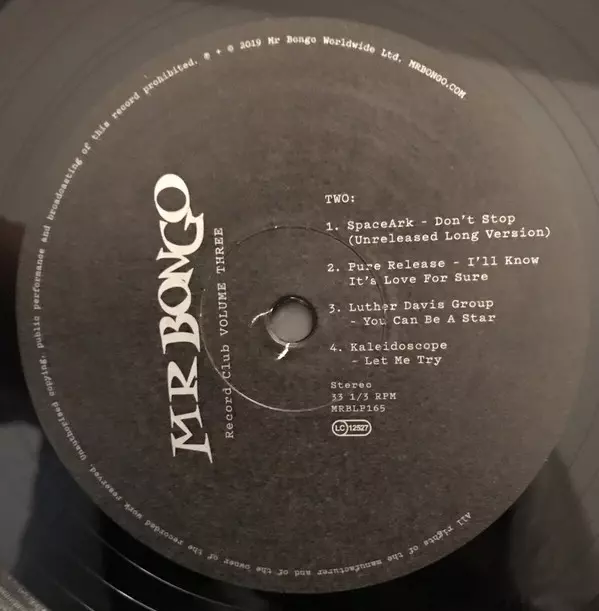 ℗ + © 2019 Mr Bongo Worldwide Ltd. MRBONGO.COM
MR BONGO
Record Club VOLUME THREE
TWO:
1. SpaceArk - Don't Stop
(Unreleased Long Version)
2. Pure Release - I'll Know
It's Love For Sure
3. Luther Davis Group
- You Can Be A Star
4. Kaleidoscope
- Let Me Try
Stereo
33 1/3 RPM
MRBLP165
LC 12527
All rights of the manufacturer and of the owner of the recorded work reserved. Unauthorised copying, public performance and broadcasting of this record prohibited.